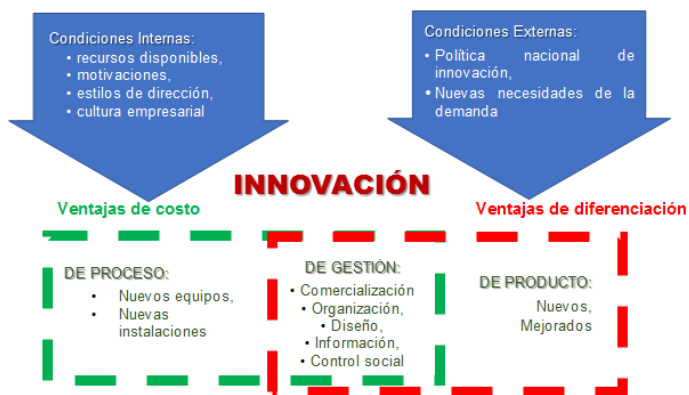 Condiciones Internas:
• recursos disponibles,
• motivaciones,
• estilos de dirección,
• cultura empresarial
Condiciones Externas:
• Política nacional de
innovación,
• Nuevas necesidades de la
demanda
INNOVACIÓN
Ventajas de costo
Ventajas de diferenciación
DE PROCESO:
• Nuevos equipos,
• Nuevas
instalaciones
DE GESTIÓN:
• Comercialización
• Organización,
• Diseño,
• Información,
• Control social
DE PRODUCTO:
Nuevos,
Mejorados